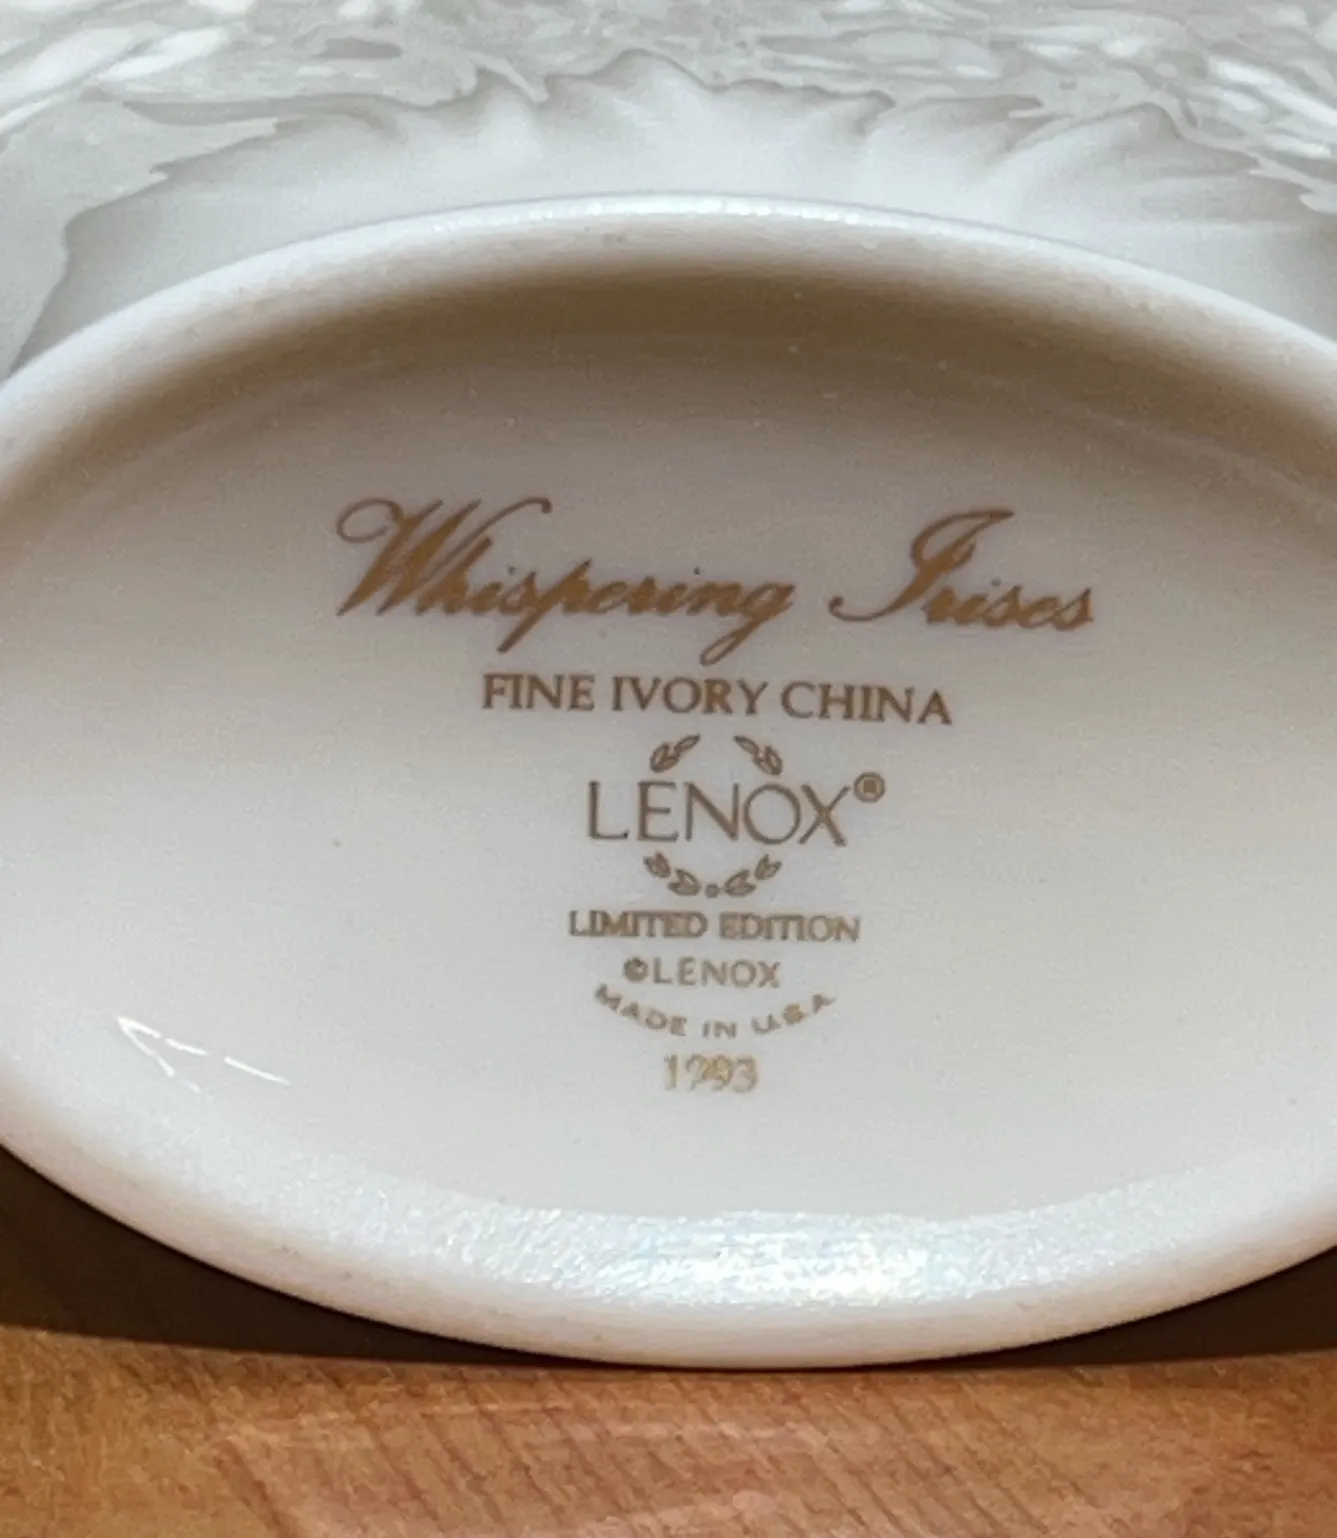 Whispering Irises
FINE IVORY CHINA
LENOX®
LIMITED EDITION
©LENOX
MADE IN U.S.A.
1993